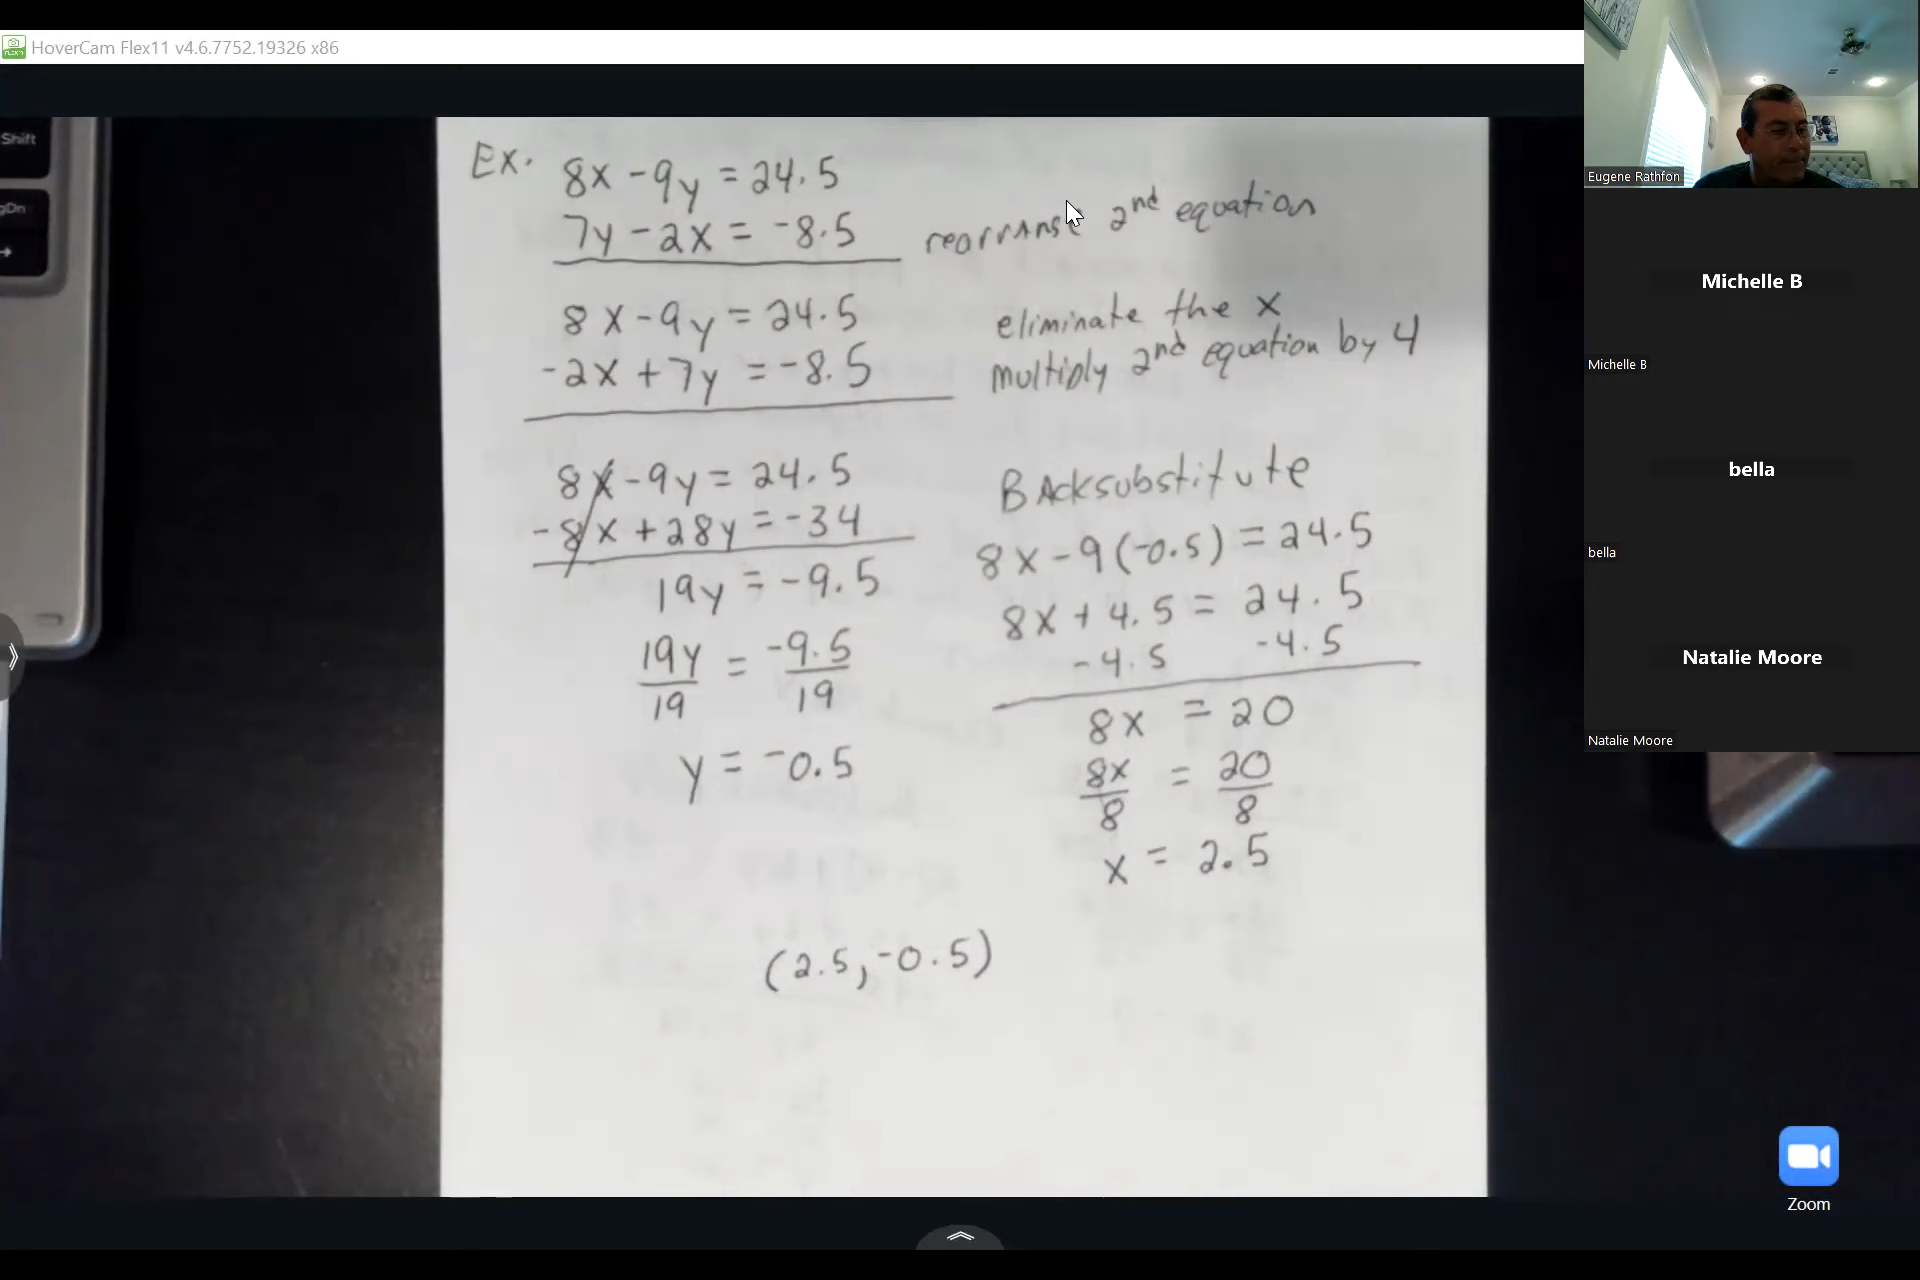 HoverCam Flex11 v4.6.7752.19326 x86
Shift
gDn
Ex. 8x - 9y = 24.5
7y - 2x = -8.5 rearrange 2nd equation
8x - 9y = 24.5 eliminate the x
-2x + 7y = -8.5 multiply 2nd equation by 4
8x - 9y = 24.5
-8x + 28y = -34
19y = -9.5
19y/19 = -9.5/19
y = -0.5
BAcksubstitute
8x - 9(-0.5) = 24.5
8x + 4.5 = 24.5
-4.5 -4.5
8x = 20
8x/8 = 20/8
x = 2.5
(2.5, -0.5)
Eugene Rathfon
Michelle B
Michelle B
bella
bella
Natalie Moore
Natalie Moore
Zoom